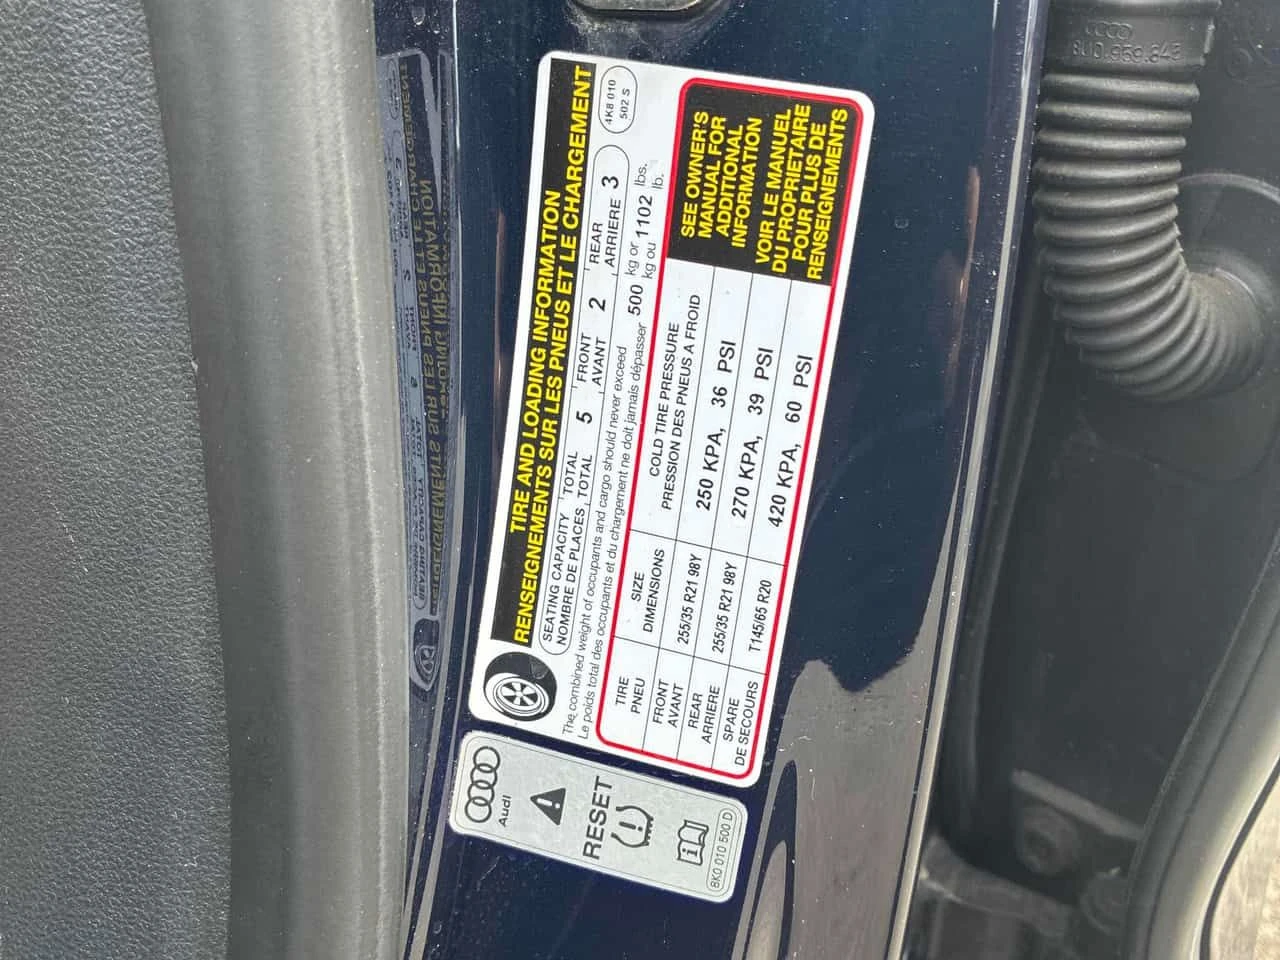 TIRE AND LOADING INFORMATION
RENSEIGNEMENTS SUR LES PNEUS ET LE CHARGEMENT
4K8 010
502 S
SEATING CAPACITY TOTAL 5 FRONT 2 REAR 3
NOMBRE DE PLACES TOTAL AVANT ARRIERE
The combined weight of occupants and cargo should never exceed 500 kg or 1102 lbs.
Le poids total des occupants et du chargement ne doit jamais dépasser kg ou lb.
TIRE SIZE COLD TIRE PRESSURE
PNEU DIMENSIONS PRESSION DES PNEUS A FROID
FRONT
AVANT 255/35 R21 98Y 250 KPA, 36 PSI
REAR
ARRIERE 255/35 R21 98Y 270 KPA, 39 PSI
SPARE
DE SECOURS T145/65 R20 420 KPA, 60 PSI
SEE OWNER'S
MANUAL FOR
ADDITIONAL
INFORMATION
VOIR LE MANUEL
DU PROPRIETAIRE
POUR PLUS DE
RENSEIGNEMENTS
Audi
RESET
8K0 010 500 D